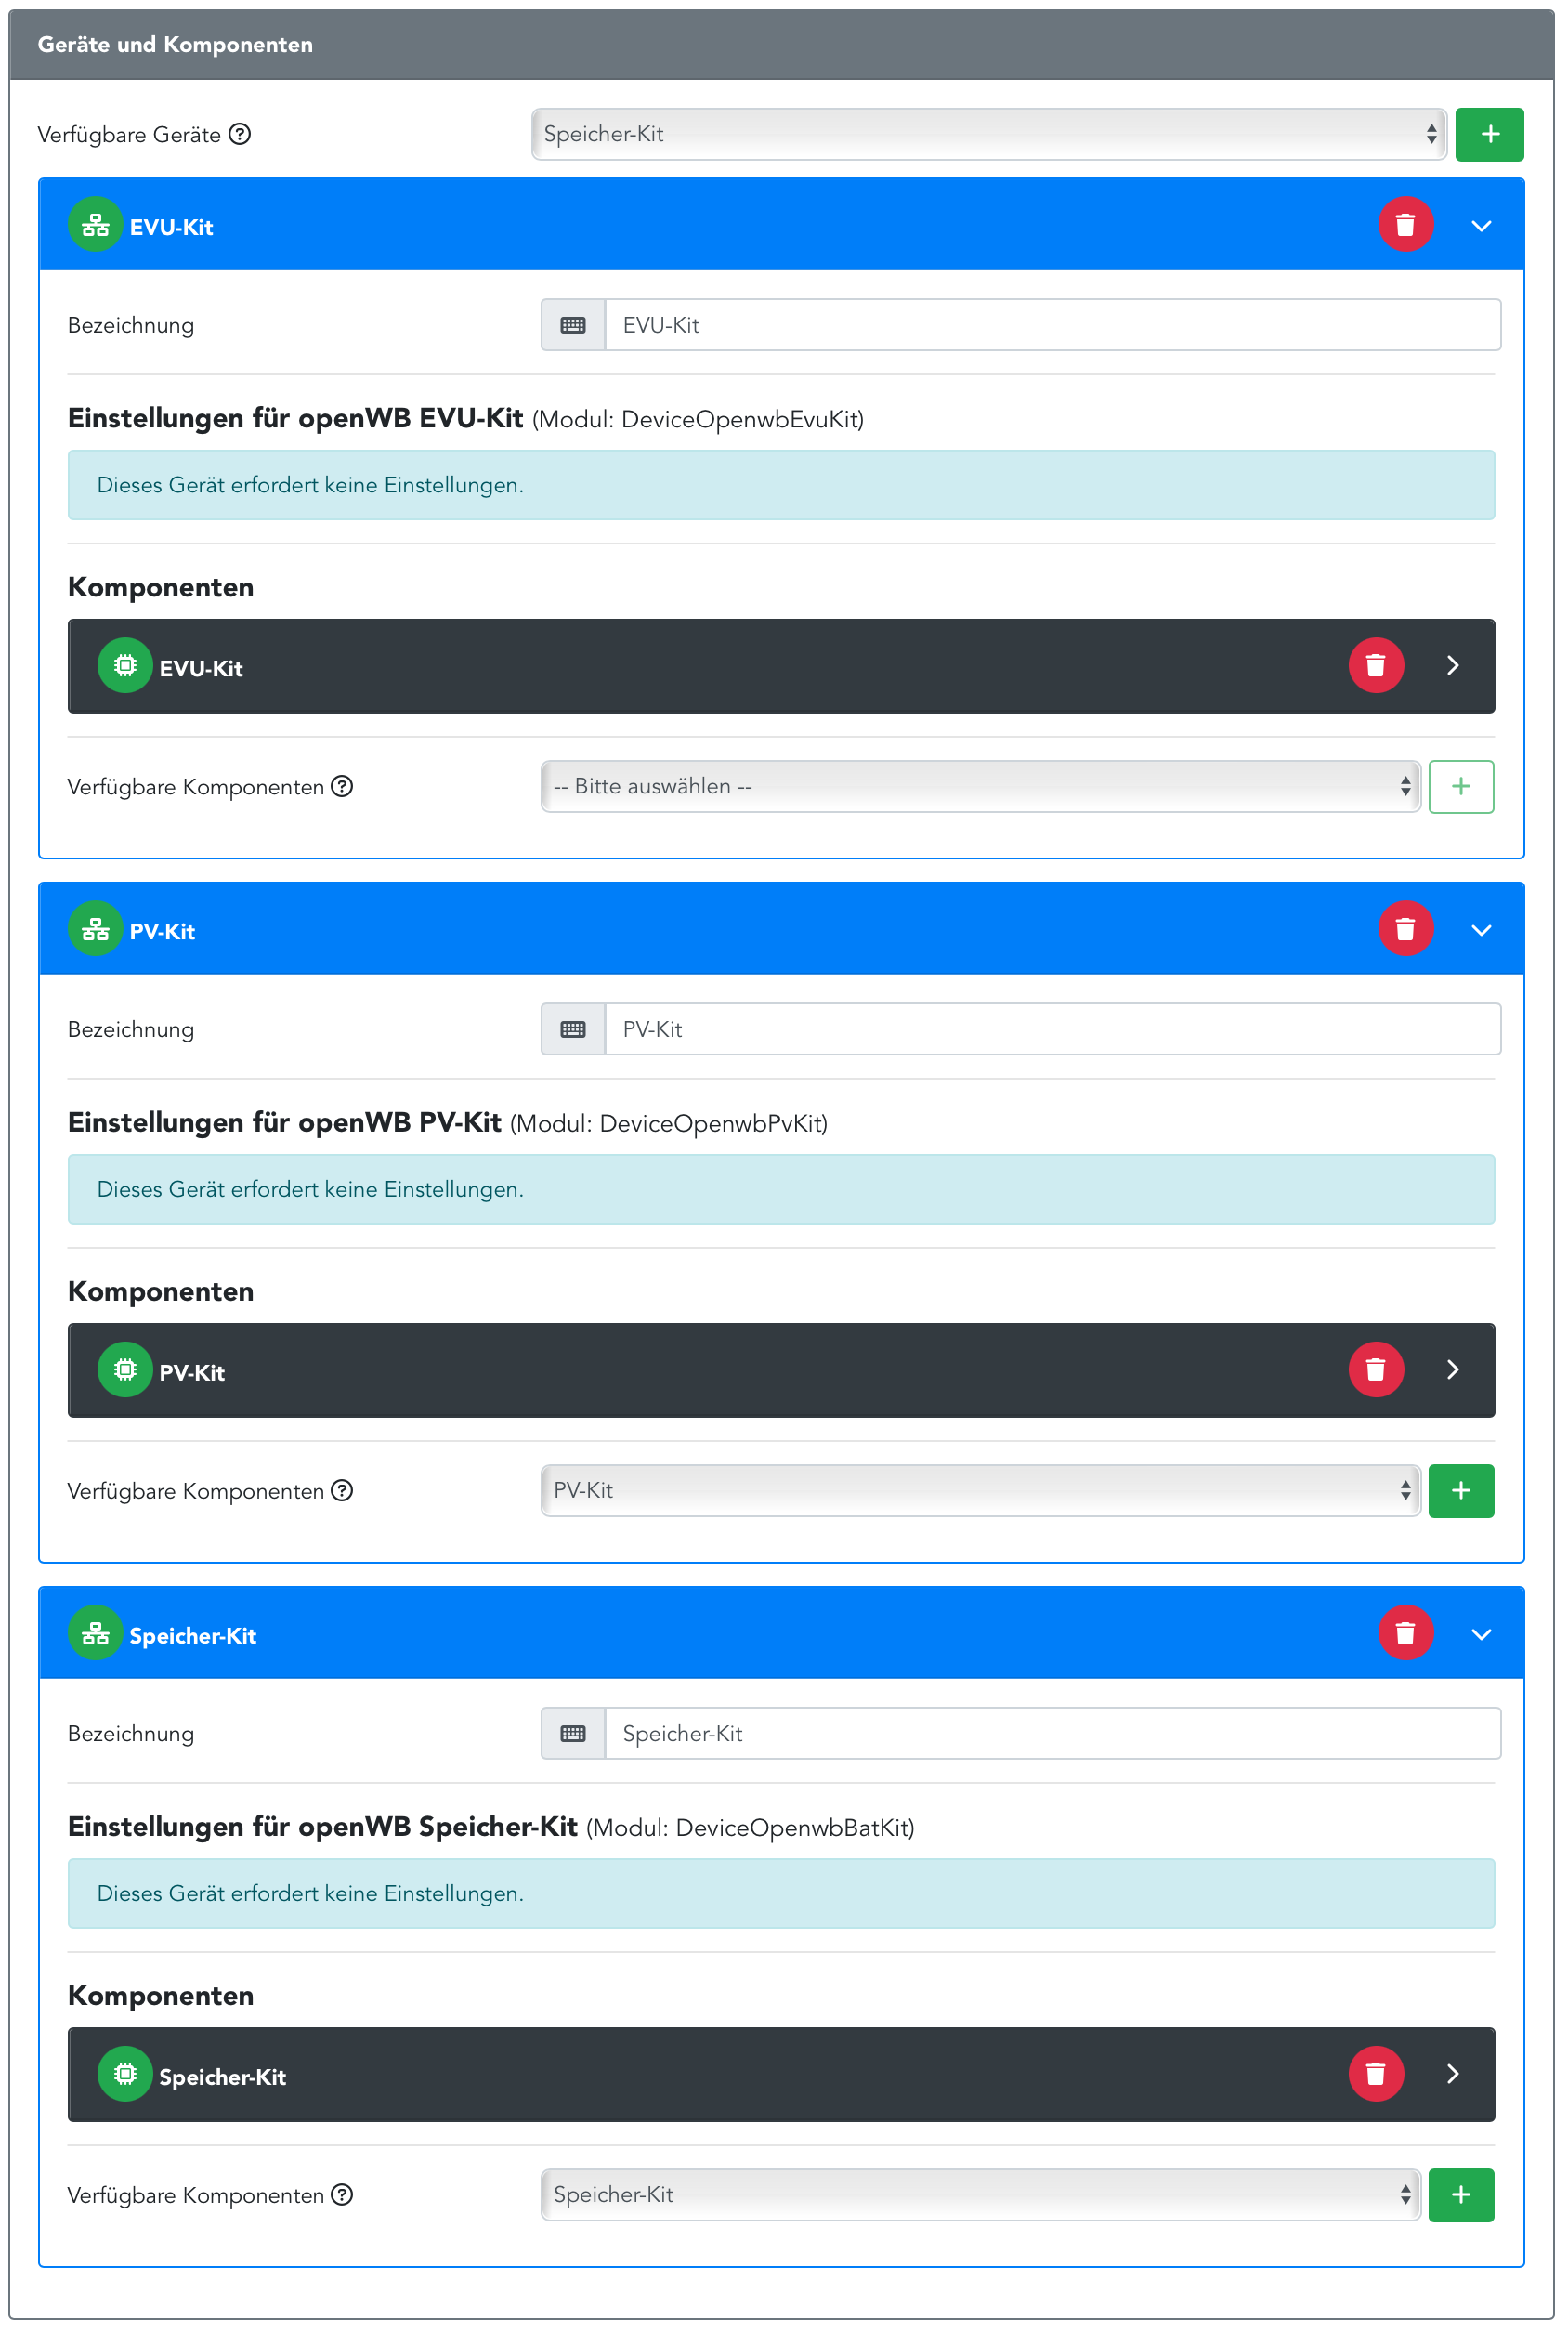 Geräte und Komponenten
Verfügbare Geräte
Speicher-Kit
EVU-Kit
Bezeichnung
EVU-Kit
Einstellungen für openWB EVU-Kit (Modul: DeviceOpenwbEvuKit)
Dieses Gerät erfordert keine Einstellungen.
Komponenten
EVU-Kit
Verfügbare Komponenten
-- Bitte auswählen --
PV-Kit
Bezeichnung
PV-Kit
Einstellungen für openWB PV-Kit (Modul: DeviceOpenwbPvKit)
Dieses Gerät erfordert keine Einstellungen.
Komponenten
PV-Kit
Verfügbare Komponenten
PV-Kit
Speicher-Kit
Bezeichnung
Speicher-Kit
Einstellungen für openWB Speicher-Kit (Modul: DeviceOpenwbBatKit)
Dieses Gerät erfordert keine Einstellungen.
Komponenten
Speicher-Kit
Verfügbare Komponenten
Speicher-Kit